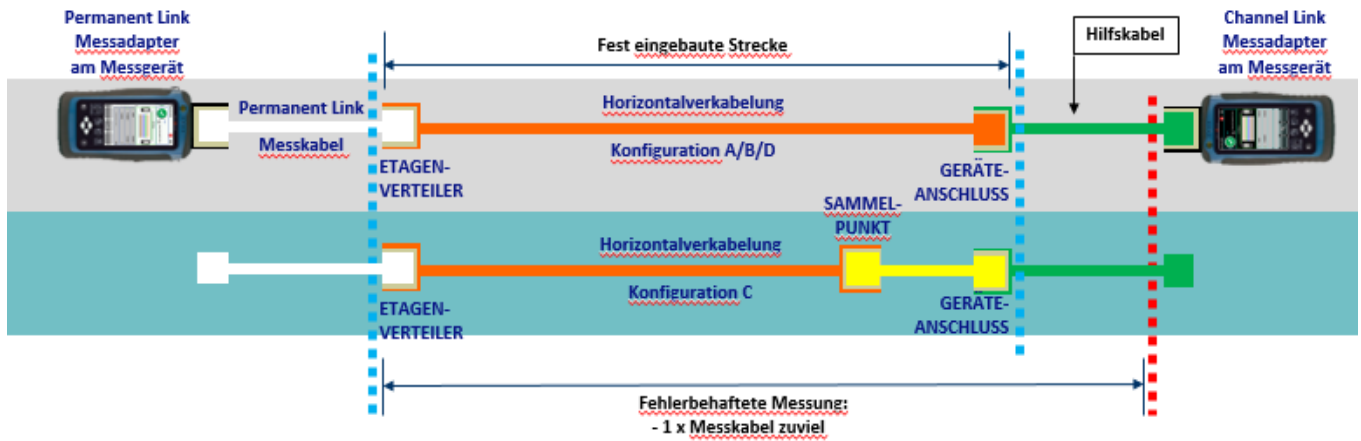 Permanent Link
Messadapter
am Messgerät
Fest eingebaute Strecke
Hilfskabel
Channel Link
Messadapter
am Messgerät
Permanent Link
Messkabel
Horizontalverkabelung
Konfiguration A/B/D
ETAGEN-
VERTEILER
GERÄTE-
ANSCHLUSS
SAMMEL-
PUNKT
Horizontalverkabelung
Konfiguration C
ETAGEN-
VERTEILER
GERÄTE-
ANSCHLUSS
Fehlerbehaftete Messung:
- 1 x Messkabel zuviel